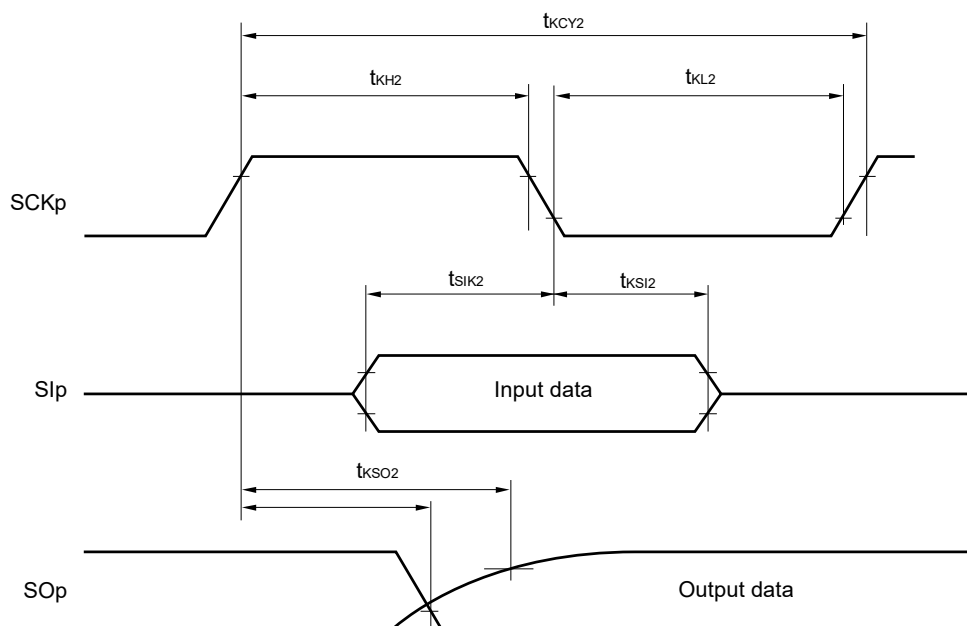 tKCY2
tKH2
tKL2
SCKp
tSIK2
tKSI2
SIp
Input data
tKSO2
SOp
Output data